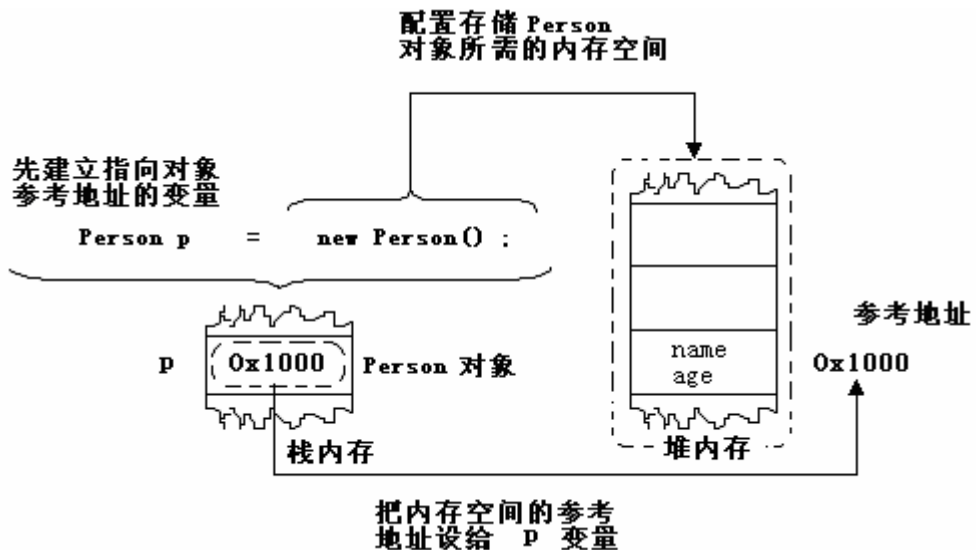 配置存储 Person
对象所需的内存空间
先建立指向对象
参考地址的变量
Person p = new Person() ;
参考地址
p
0x1000
Person 对象
name
age
0x1000
栈内存
堆内存
把内存空间的参考
地址设给 p 变量